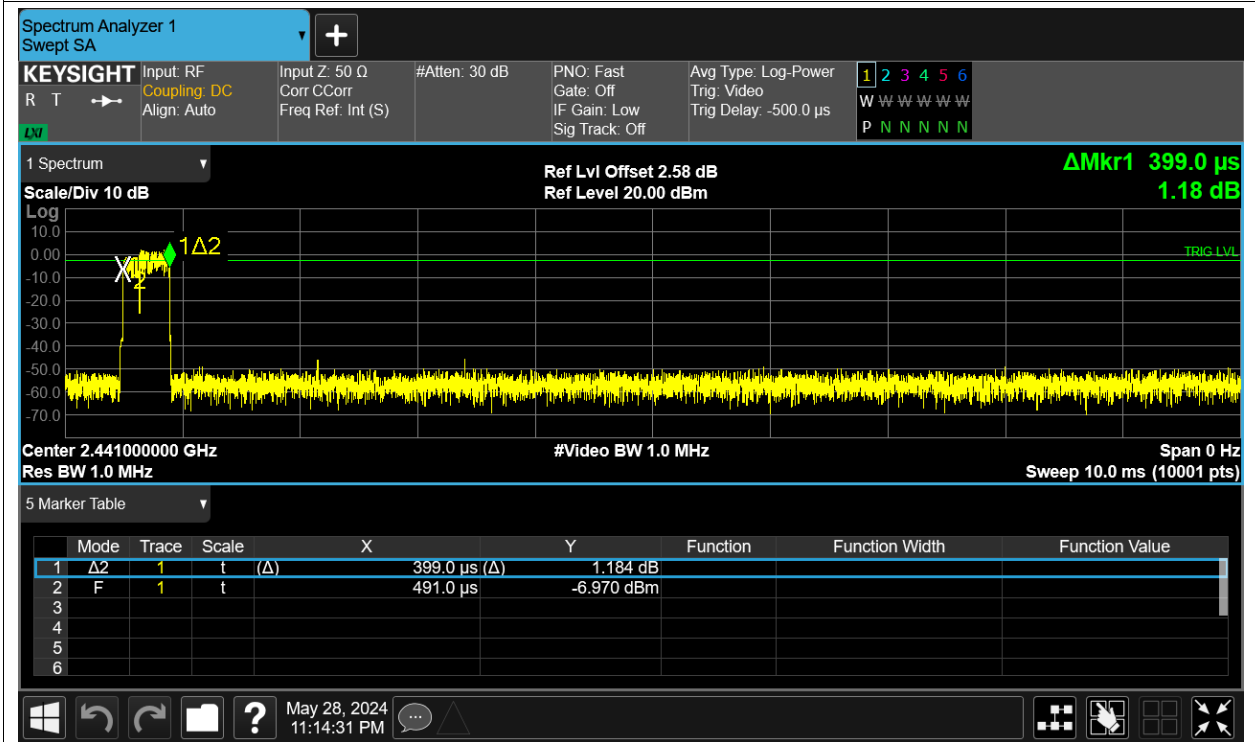 Spectrum Analyzer 1
Swept SA
+
KEYSIGHT Input: RF Input Z: 50 Ω #Atten: 30 dB PNO: Fast Avg Type: Log-Power 1 2 3 4 5 6
R T Coupling: DC Corr CCorr Gate: Off Trig: Video W W W W W W
Align: Auto Freq Ref: Int (S) IF Gain: Low Trig Delay: -500.0 µs
LXI Sig Track: Off P N N N N N
1 Spectrum Ref Lvl Offset 2.58 dB ΔMkr1 399.0 µs
Scale/Div 10 dB Ref Level 20.00 dBm 1.18 dB
Log
10.0
0.00 1Δ2 TRIG LVL
-10.0 X 2
-20.0
-30.0
-40.0
-50.0
-60.0
-70.0
Center 2.441000000 GHz #Video BW 1.0 MHz Span 0 Hz
Res BW 1.0 MHz Sweep 10.0 ms (10001 pts)
5 Marker Table
Mode Trace Scale X Y Function Function Width Function Value
1 Δ2 1 t (Δ) 399.0 µs (Δ) 1.184 dB
2 F 1 t 491.0 µs -6.970 dBm
3
4
5
6
? May 28, 2024
11:14:31 PM